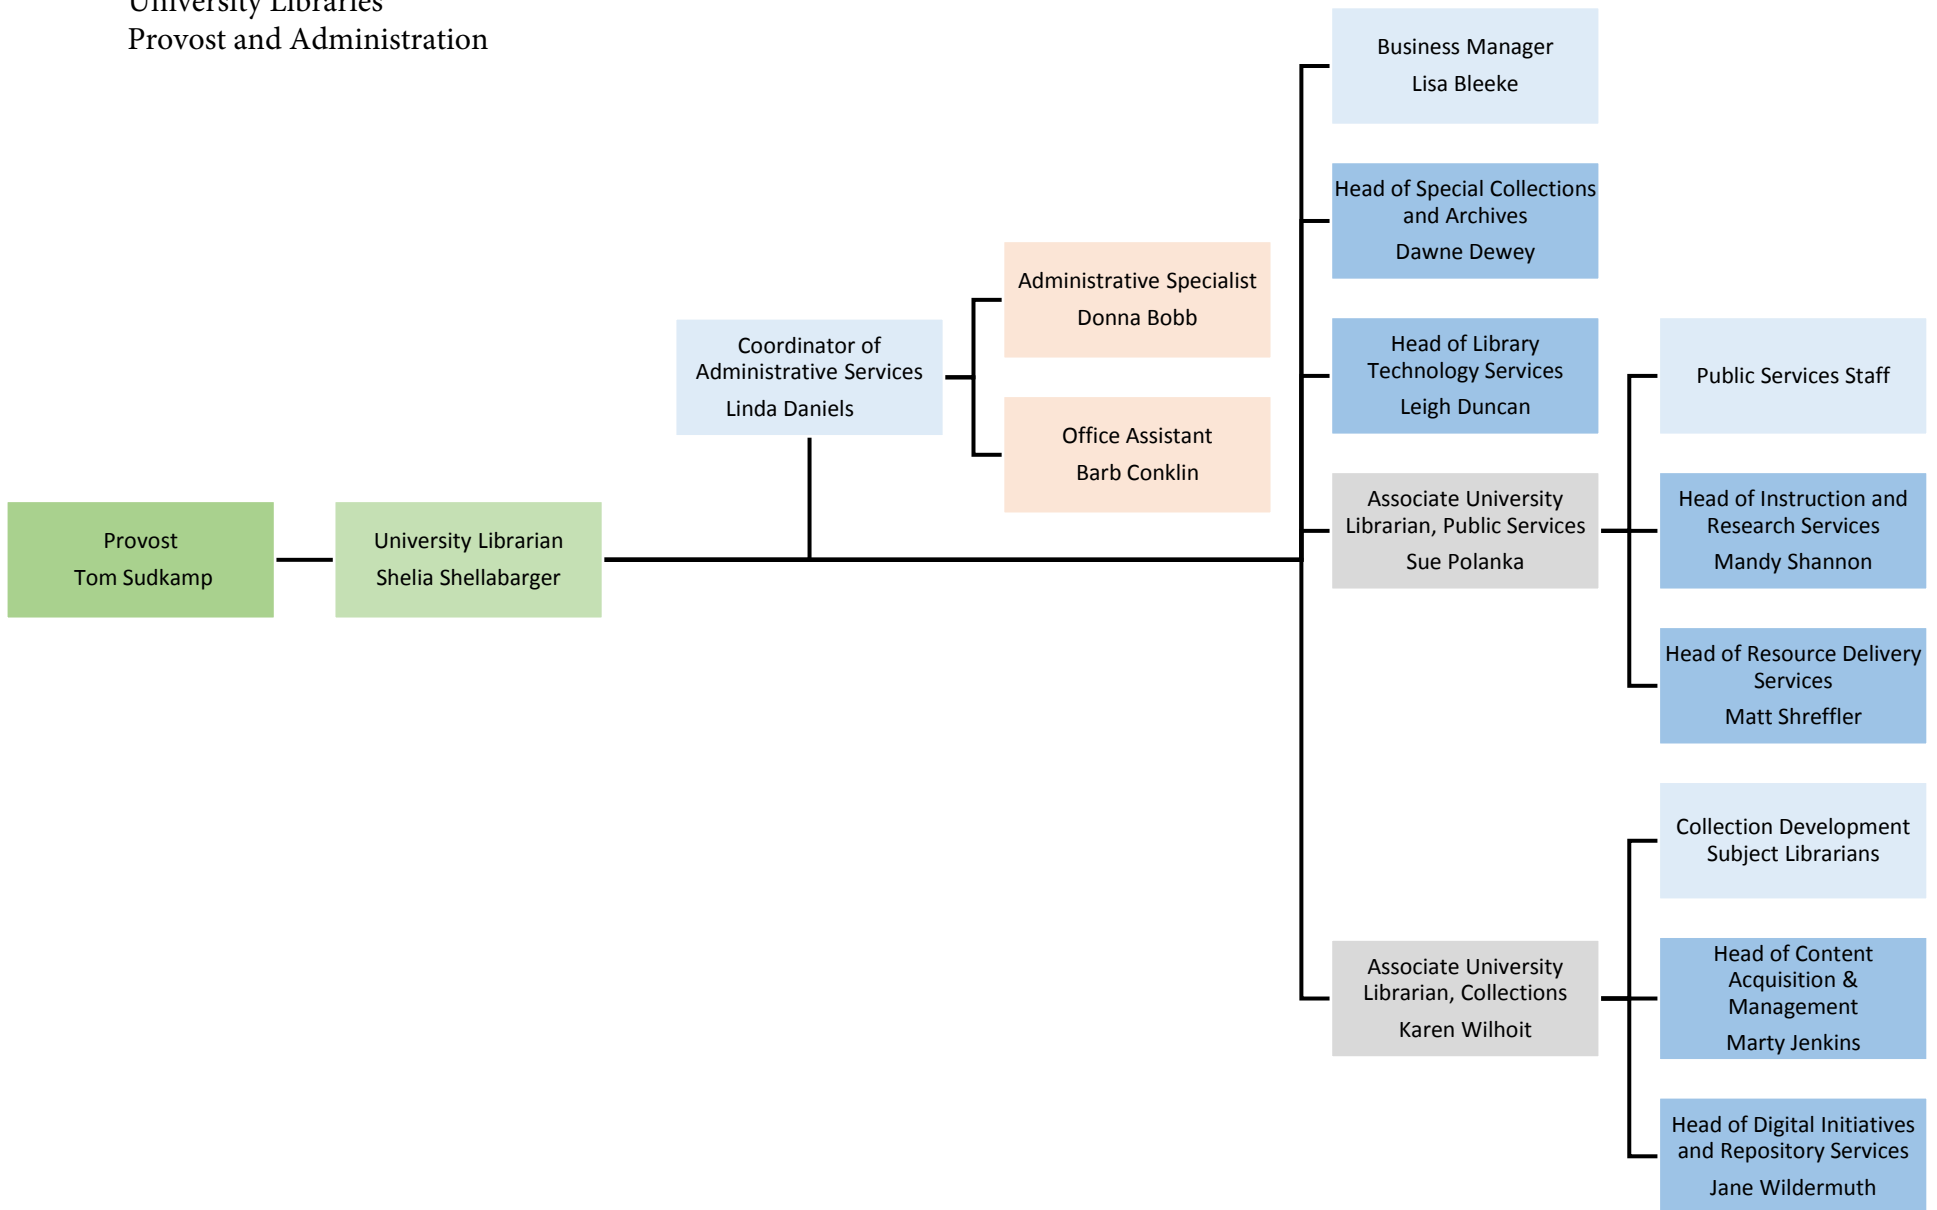 University Libraries
Provost and Administration
Business Manager
Lisa Bleeke
Head of Special Collections
and Archives
Dawne Dewey
Administrative Specialist
Donna Bobb
Coordinator of
Administrative Services
Linda Daniels
Head of Library
Technology Services
Leigh Duncan
Public Services Staff
Office Assistant
Barb Conklin
Associate University
Librarian, Public Services
Sue Polanka
Head of Instruction and
Research Services
Mandy Shannon
Provost
Tom Sudkamp
University Librarian
Shelia Shellabarger
Head of Resource Delivery
Services
Matt Shreffler
Collection Development
Subject Librarians
Associate University
Librarian, Collections
Karen Wilhoit
Head of Content
Acquisition &
Management
Marty Jenkins
Head of Digital Initiatives
and Repository Services
Jane Wildermuth